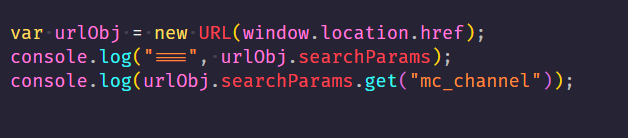 var urlObj = new URL(window.location.href);
console.log("===", urlObj.searchParams);
console.log(urlObj.searchParams.get("mc_channel"));